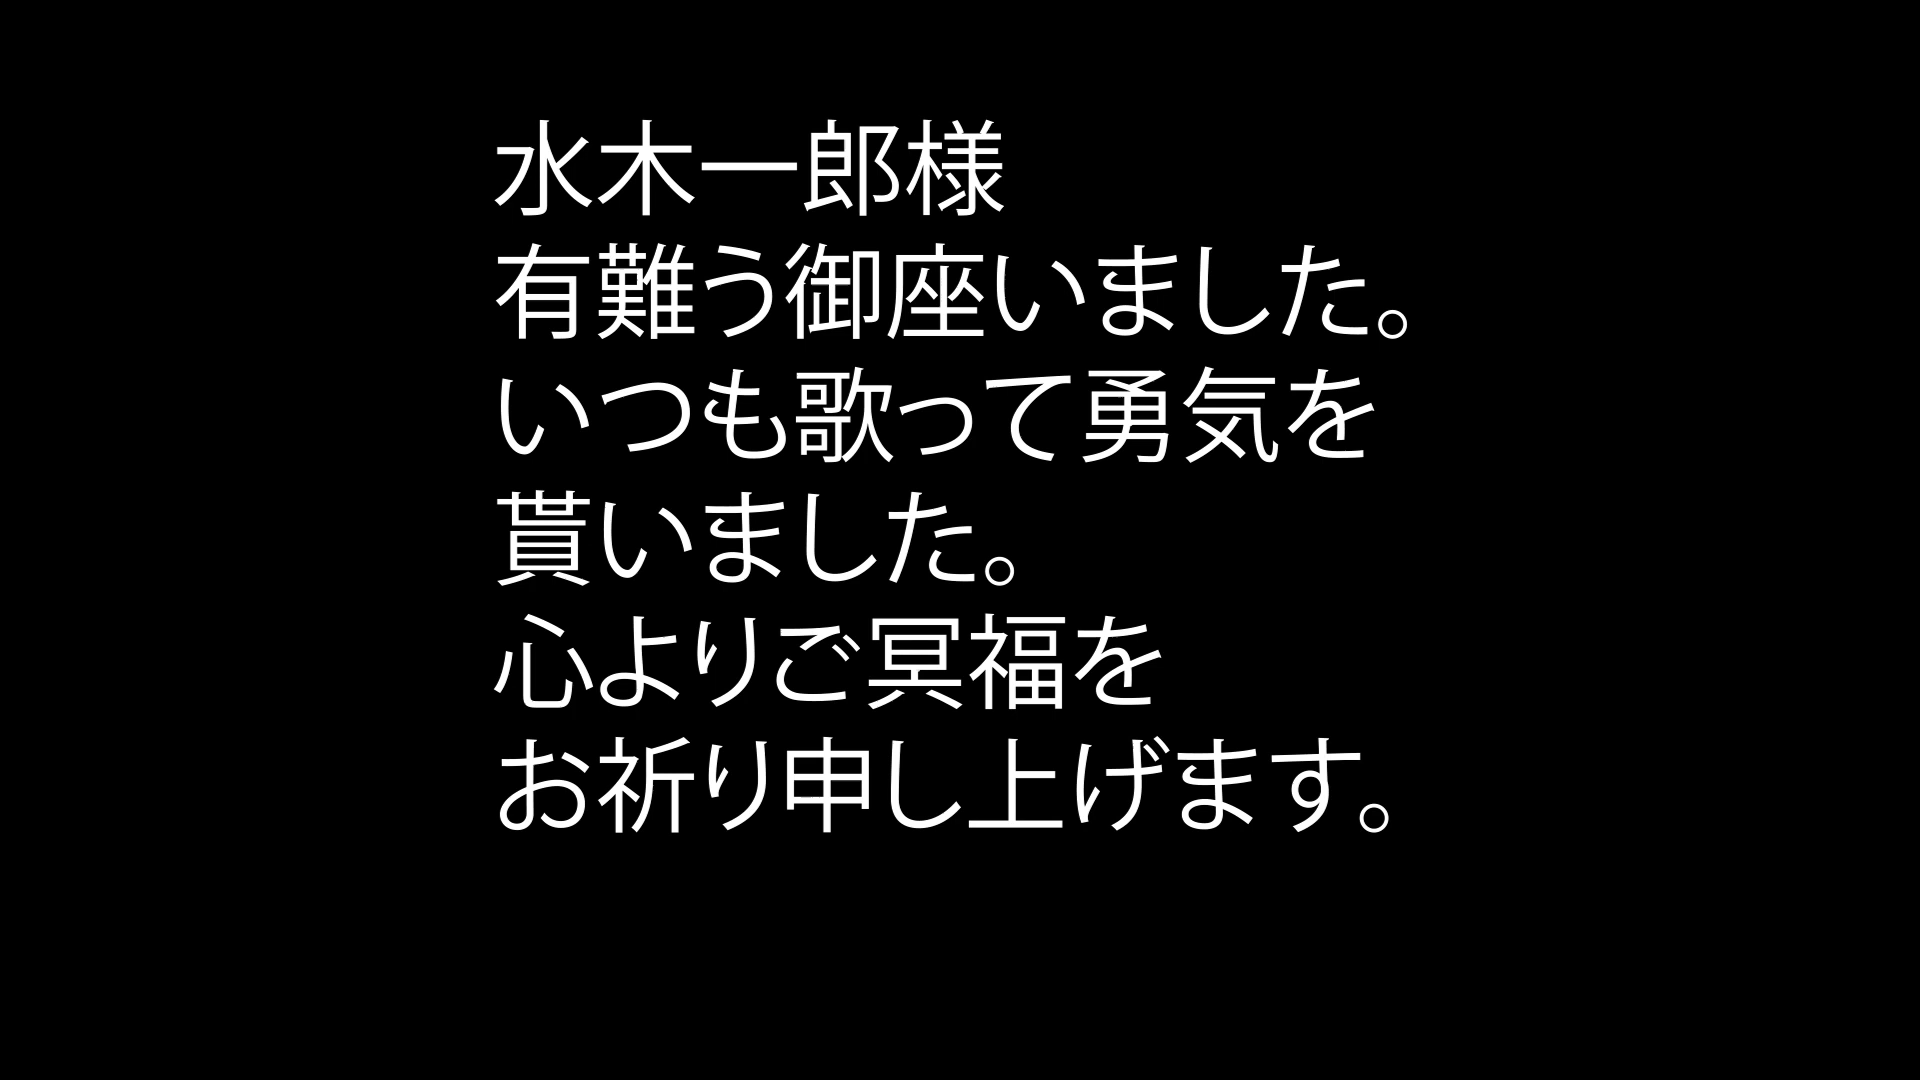 水木一郎様
有難う御座いました。
いつも歌って勇気を
貰いました。
心よりご冥福を
お祈り申し上げます。